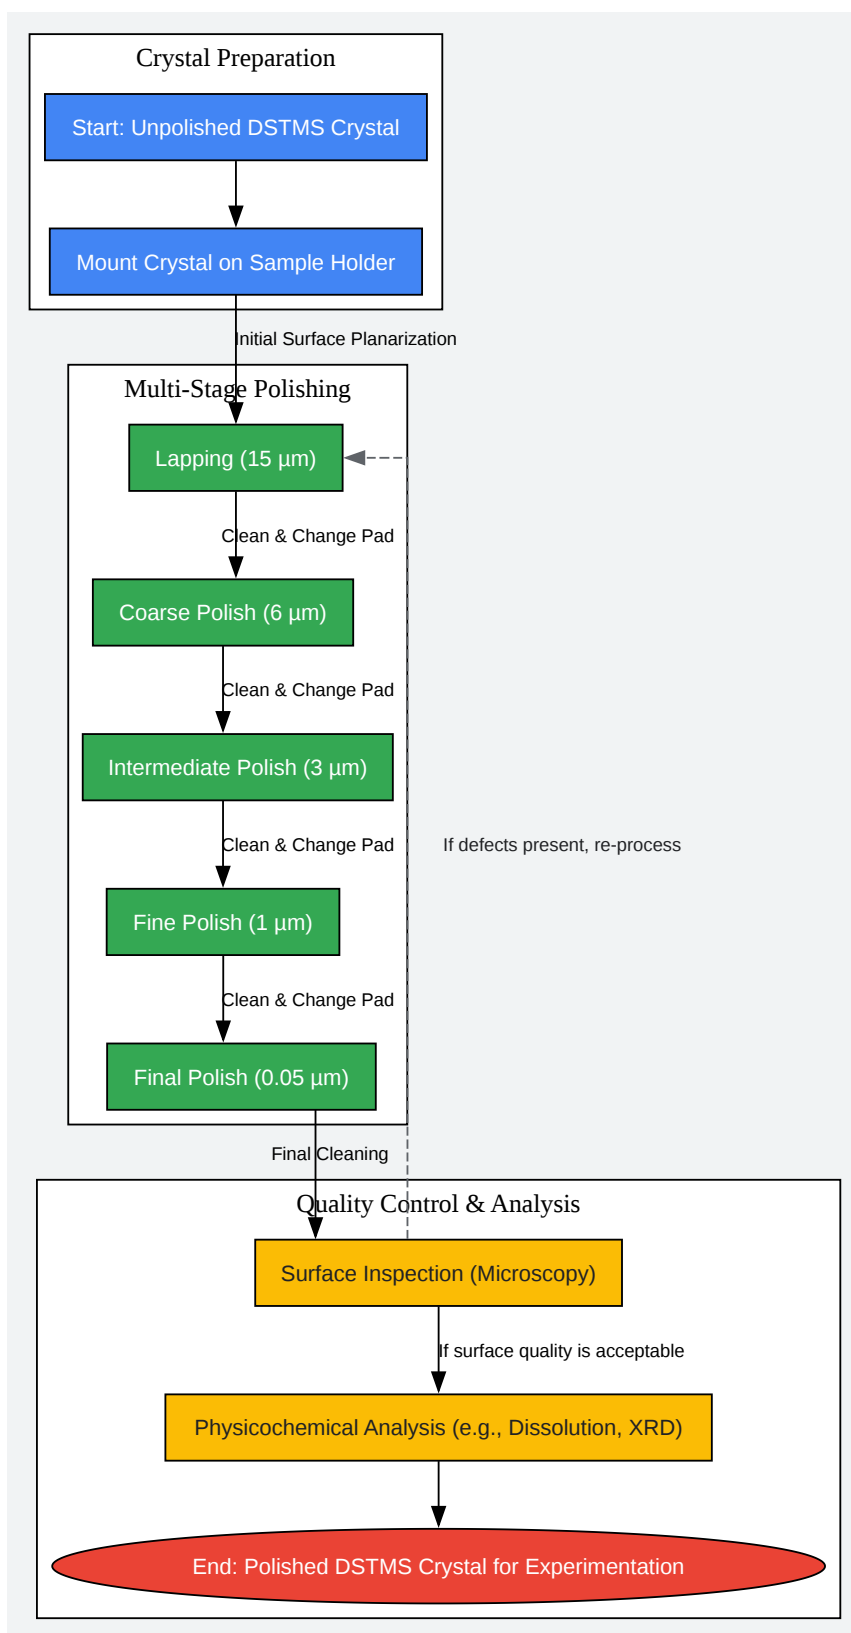 Crystal Preparation
Start: Unpolished DSTMS Crystal
Mount Crystal on Sample Holder
Initial Surface Planarization
Multi-Stage Polishing
Lapping (15 µm)
Clean & Change Pad
Coarse Polish (6 µm)
Clean & Change Pad
Intermediate Polish (3 µm)
Clean & Change Pad
If defects present, re-process
Fine Polish (1 µm)
Clean & Change Pad
Final Polish (0.05 µm)
Final Cleaning
Quality Control & Analysis
Surface Inspection (Microscopy)
If surface quality is acceptable
Physicochemical Analysis (e.g., Dissolution, XRD)
End: Polished DSTMS Crystal for Experimentation